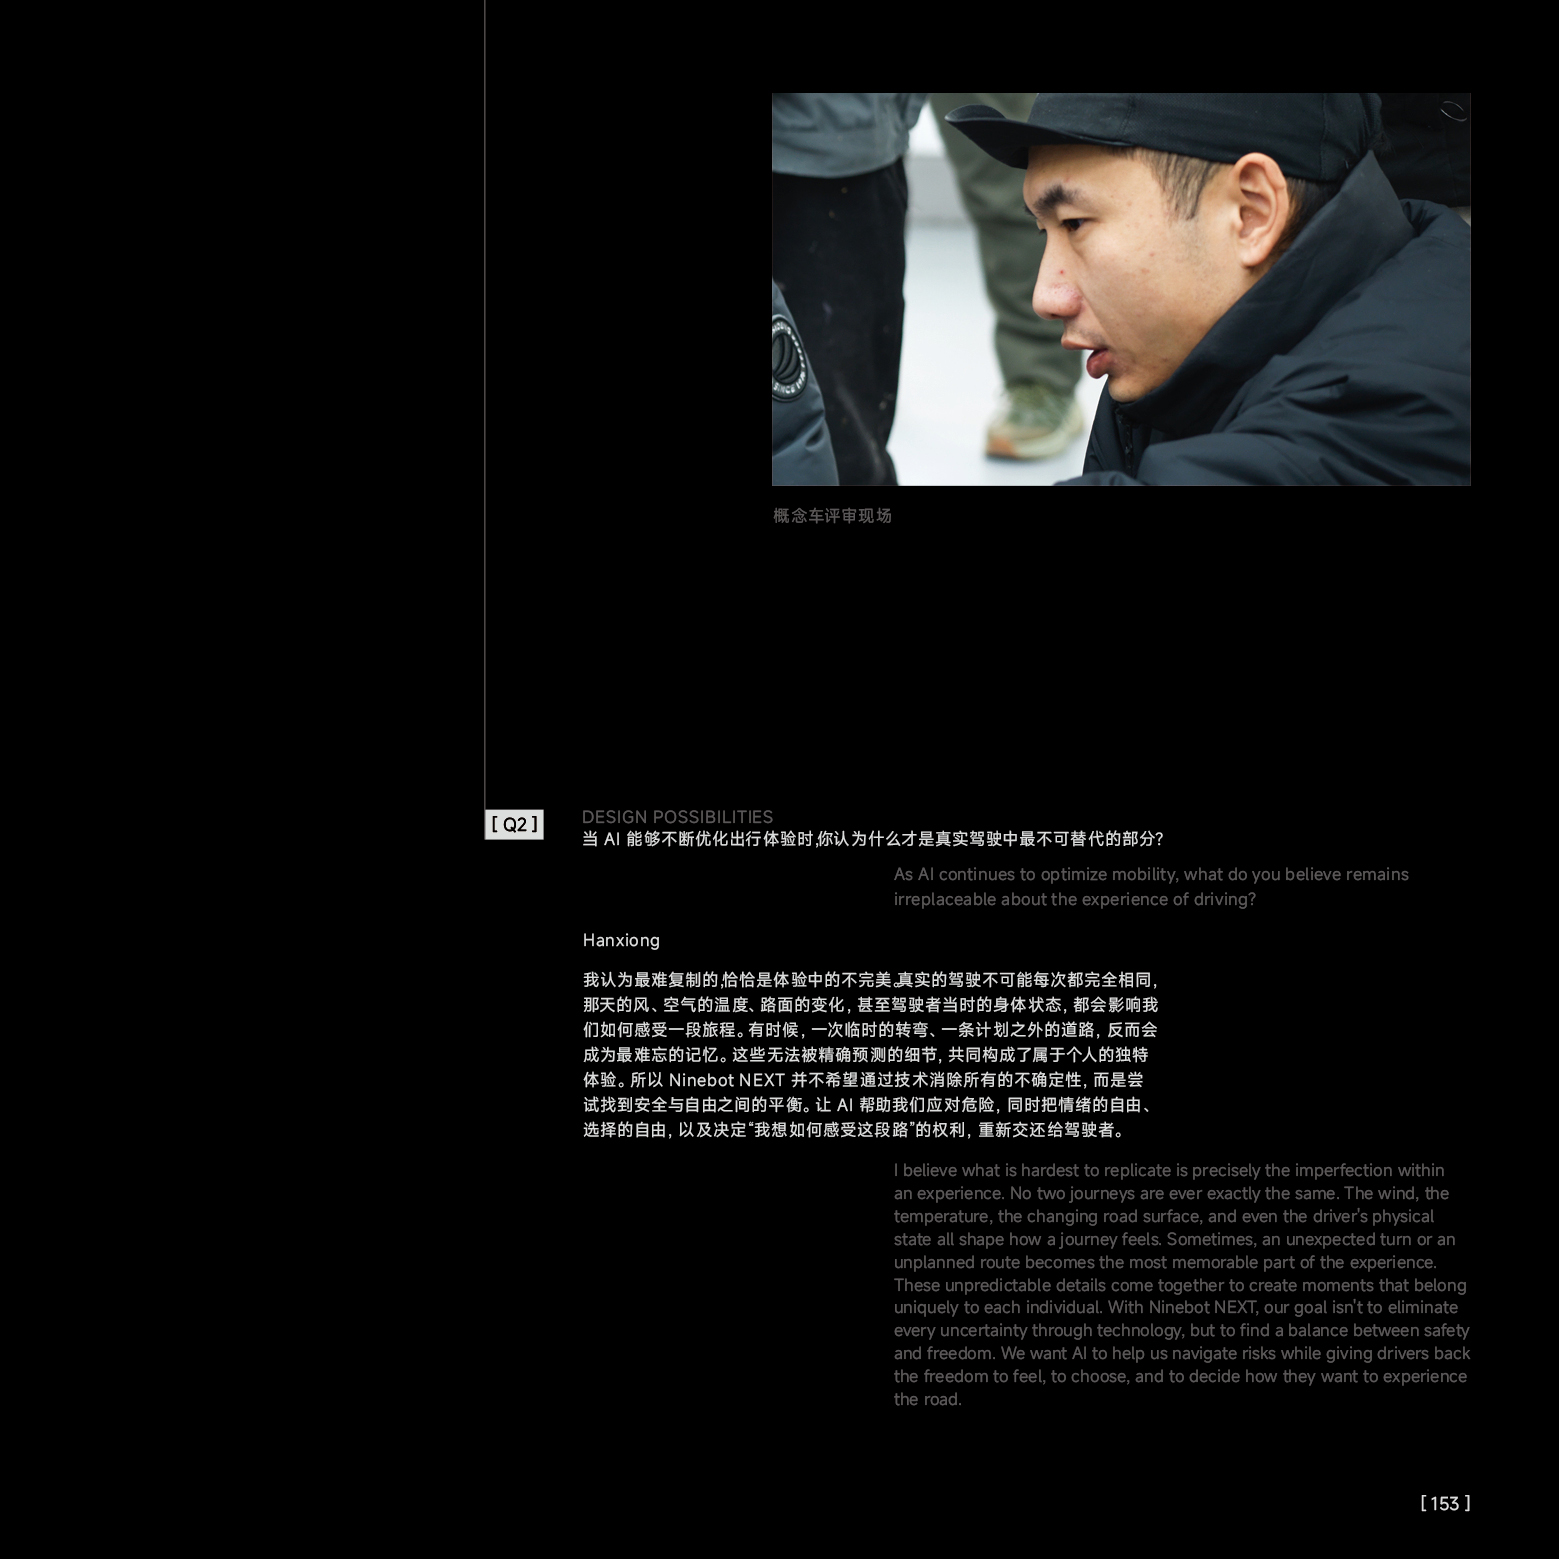 SINCE
概念车评审现场
[ Q2 ]
DESIGN POSSIBILITIES
当 AI 能够不断优化出行体验时,你认为什么才是真实驾驶中最不可替代的部分?
As AI continues to optimize mobility, what do you believe remains
irreplaceable about the experience of driving?
Hanxiong
我认为最难复制的,恰恰是体验中的不完美。真实的驾驶不可能每次都完全相同,
那天的风、空气的温度、路面的变化, 甚至驾驶者当时的身体状态, 都会影响我
们如何感受一段旅程。有时候, 一次临时的转弯、一条计划之外的道路, 反而会
成为最难忘的记忆。这些无法被精确预测的细节, 共同构成了属于个人的独特
体验。所以 Ninebot NEXT 并不希望通过技术消除所有的不确定性, 而是尝
试找到安全与自由之间的平衡。让 AI 帮助我们应对危险, 同时把情绪的自由、
选择的自由, 以及决定“我想如何感受这段路”的权利, 重新交还给驾驶者。
I believe what is hardest to replicate is precisely the imperfection within
an experience. No two journeys are ever exactly the same. The wind, the
temperature, the changing road surface, and even the driver's physical
state all shape how a journey feels. Sometimes, an unexpected turn or an
unplanned route becomes the most memorable part of the experience.
These unpredictable details come together to create moments that belong
uniquely to each individual. With Ninebot NEXT, our goal isn't to eliminate
every uncertainty through technology, but to find a balance between safety
and freedom. We want AI to help us navigate risks while giving drivers back
the freedom to feel, to choose, and to decide how they want to experience
the road.
[ 153 ]